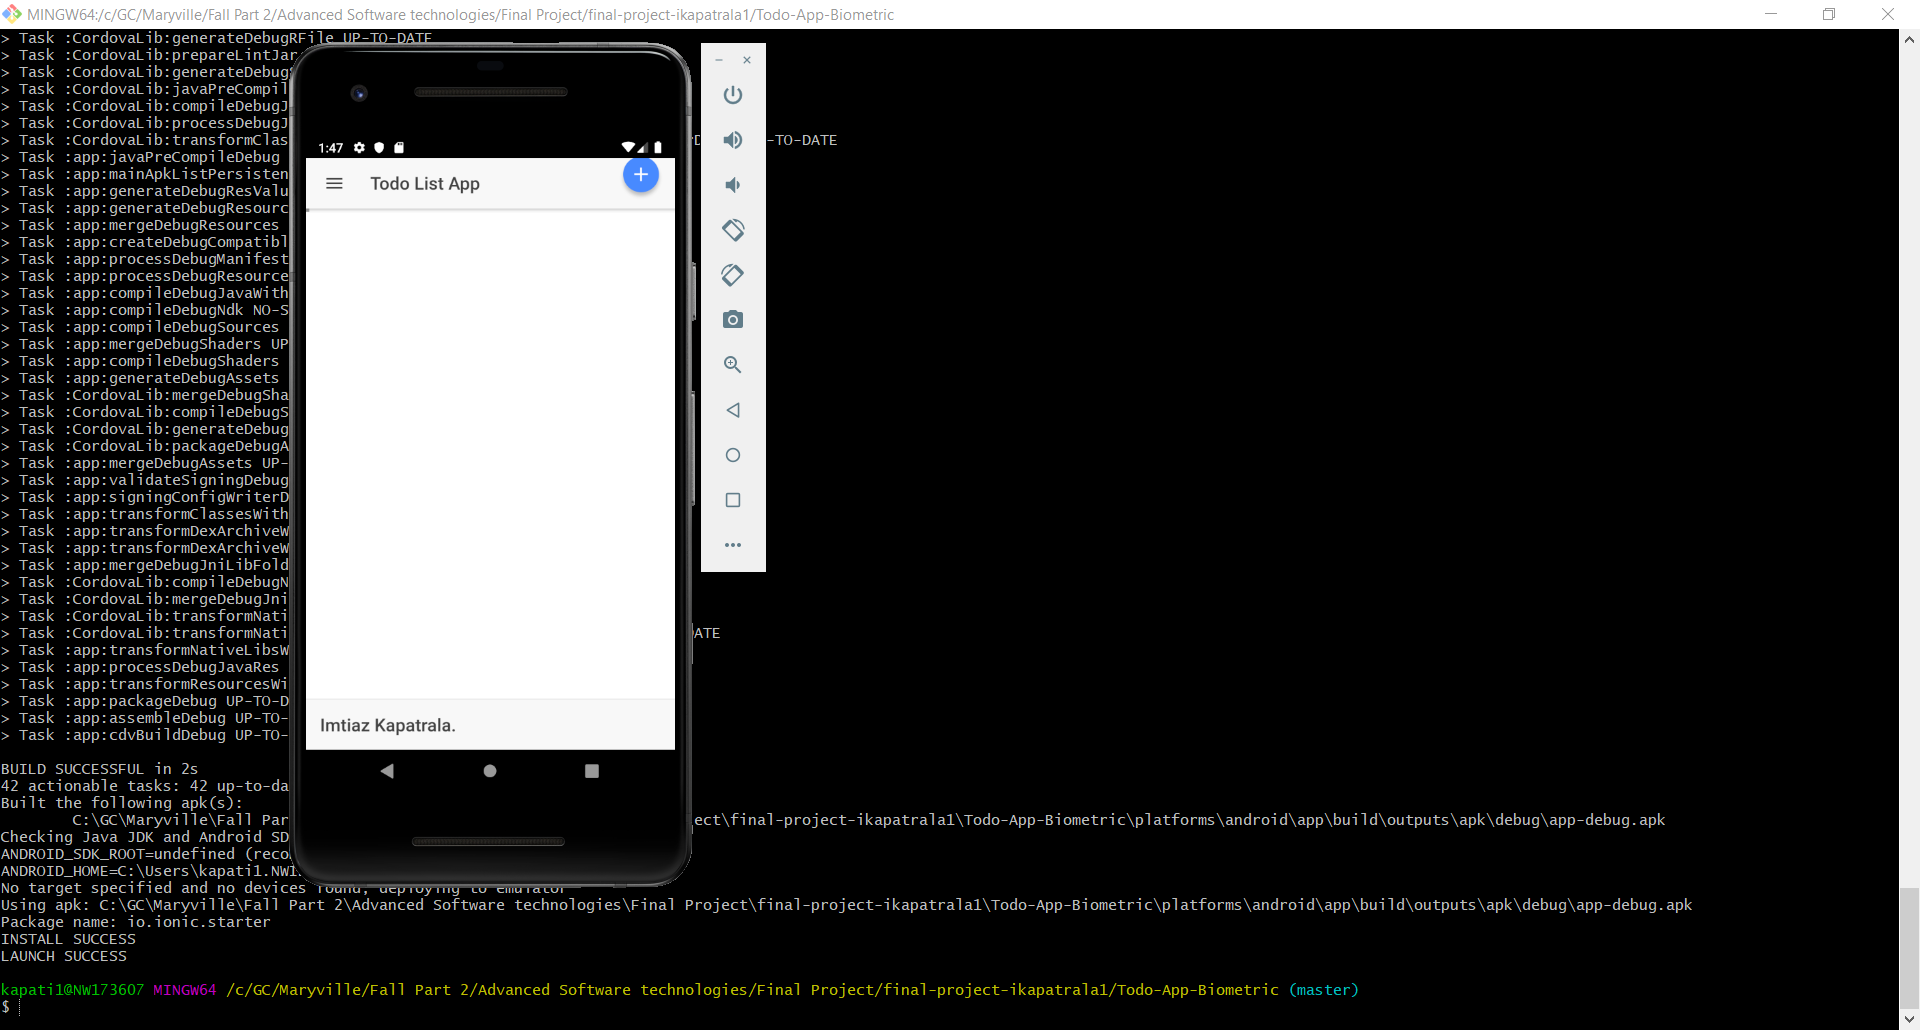 MINGW64:/c/GC/Maryville/Fall Part 2/Advanced Software technologies/Final Project/final-project-ikapatrala1/Todo-App-Biometric
> Task :CordovaLib:generateDebugRFile UP-TO-DATE
> Task :CordovaLib:prepareLintJar
> Task :CordovaLib:generateDebug
> Task :CordovaLib:javaPreCompil
> Task :CordovaLib:compileDebugJ
> Task :CordovaLib:processDebugJ
> Task :CordovaLib:transformClas -TO-DATE
> Task :app:javaPreCompileDebug
> Task :app:mainApkListPersisten
> Task :app:generateDebugResValu
> Task :app:generateDebugResourc
> Task :app:mergeDebugResources
> Task :app:createDebugCompatibl
> Task :app:processDebugManifest
> Task :app:processDebugResource
> Task :app:compileDebugJavaWith
> Task :app:compileDebugNdk NO-S
> Task :app:compileDebugSources
> Task :app:mergeDebugShaders UP
> Task :app:compileDebugShaders
> Task :app:generateDebugAssets
> Task :CordovaLib:mergeDebugSha
> Task :CordovaLib:compileDebugS
> Task :CordovaLib:generateDebug
> Task :CordovaLib:packageDebugA
> Task :app:mergeDebugAssets UP-
> Task :app:validateSigningDebug
> Task :app:signingConfigWriterD
> Task :app:transformClassesWith
> Task :app:transformDexArchiveW
> Task :app:transformDexArchiveW
> Task :app:mergeDebugJniLibFold
> Task :CordovaLib:compileDebugN
> Task :CordovaLib:mergeDebugJni
> Task :CordovaLib:transformNati
> Task :CordovaLib:transformNati ATE
> Task :app:transformNativeLibsW
> Task :app:processDebugJavaRes
> Task :app:transformResourcesWi
> Task :app:packageDebug UP-TO-D
> Task :app:assembleDebug UP-TO-
> Task :app:cdvBuildDebug UP-TO-
BUILD SUCCESSFUL in 2s
42 actionable tasks: 42 up-to-da
Built the following apk(s):
C:\GC\Maryville\Fall Par ect\final-project-ikapatrala1\Todo-App-Biometric\platforms\android\app\build\outputs\apk\debug\app-debug.apk
Checking Java JDK and Android SD
ANDROID_SDK_ROOT=undefined (reco
ANDROID_HOME=C:\Users\kapati1.NW1
No target specified and no devices found, deploying to emulator
Using apk: C:\GC\Maryville\Fall Part 2\Advanced Software technologies\Final Project\final-project-ikapatrala1\Todo-App-Biometric\platforms\android\app\build\outputs\apk\debug\app-debug.apk
Package name: io.ionic.starter
INSTALL SUCCESS
LAUNCH SUCCESS
kapati1@NW173607 MINGW64 /c/GC/Maryville/Fall Part 2/Advanced Software technologies/Final Project/final-project-ikapatrala1/Todo-App-Biometric (master)
$
1:47
Todo List App
Imtiaz Kapatrala.